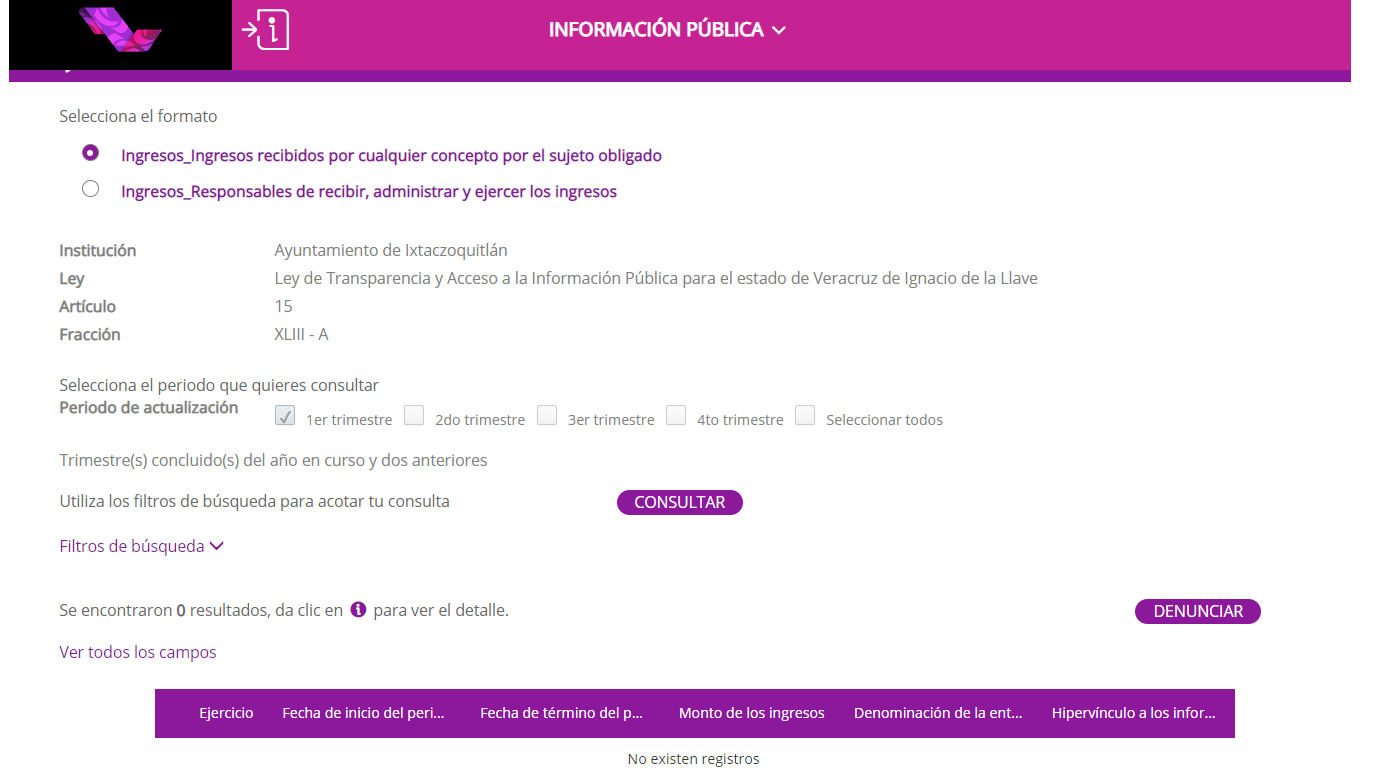 INFORMACIÓN PÚBLICA
Selecciona el formato
Ingresos_Ingresos recibidos por cualquier concepto por el sujeto obligado
Ingresos_Responsables de recibir, administrar y ejercer los ingresos
Institución Ayuntamiento de Ixtaczoquitlán
Ley Ley de Transparencia y Acceso a la Información Pública para el estado de Veracruz de Ignacio de la Llave
Artículo 15
Fracción XLIII - A
Selecciona el periodo que quieres consultar
Periodo de actualización 1er trimestre 2do trimestre 3er trimestre 4to trimestre Seleccionar todos
Trimestre(s) concluido(s) del año en curso y dos anteriores
Utiliza los filtros de búsqueda para acotar tu consulta CONSULTAR
Filtros de búsqueda
Se encontraron 0 resultados, da clic en i para ver el detalle. DENUNCIAR
Ver todos los campos
Ejercicio Fecha de inicio del peri... Fecha de término del p... Monto de los ingresos Denominación de la ent... Hipervínculo a los infor...
No existen registros